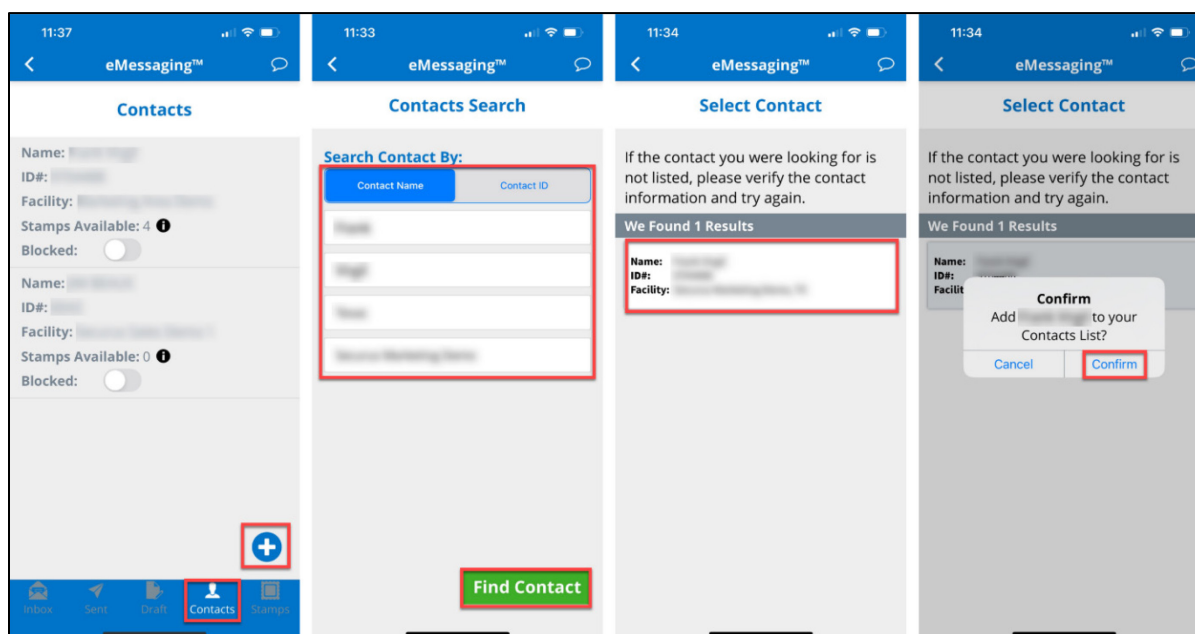 11:37
eMessaging™
Contacts
Name:
ID#:
Facility:
Stamps Available: 4
Blocked:
Name:
ID#:
Facility:
Stamps Available: 0
Blocked:
Inbox
Sent
Draft
Contacts
Stamps
11:33
eMessaging™
Contacts Search
Search Contact By:
Contact Name
Contact ID
Find Contact
11:34
eMessaging™
Select Contact
If the contact you were looking for is
not listed, please verify the contact
information and try again.
We Found 1 Results
Name:
ID#:
Facility:
11:34
eMessaging™
Select Contact
If the contact you were looking for is
not listed, please verify the contact
information and try again.
We Found 1 Results
Name:
ID#:
Facilit
Confirm
Add to your
Contacts List?
Cancel
Confirm